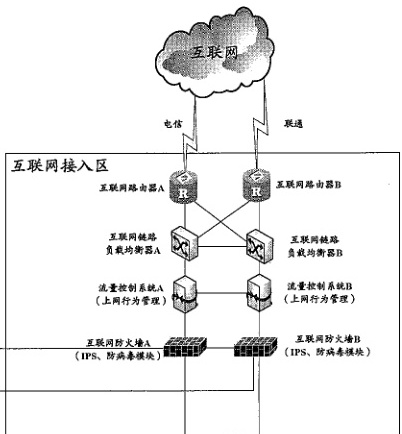 互联网
电信
联通
互联网接入区
互联网路由器A
互联网路由器B
R
R
互联网链路
负载均衡器A
互联网链路
负载均衡器B
流量控制系统A
（上网行为管理）
流量控制系统B
（上网行为管理）
互联网防火墙A
（IPS、防病毒模块）
互联网防火墙B
（IPS、防病毒模块）